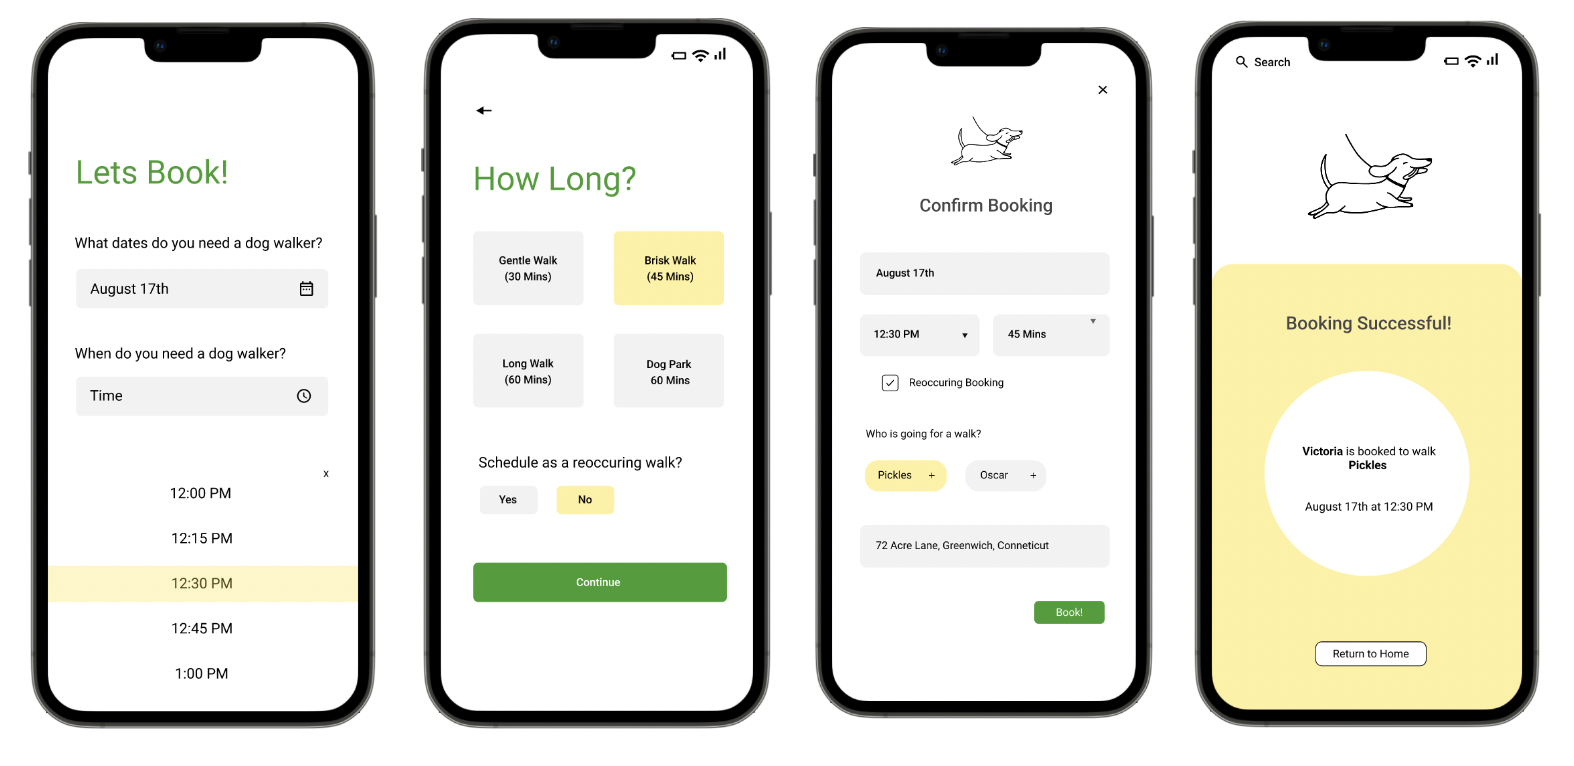 Lets Book!
What dates do you need a dog walker?
August 17th
When do you need a dog walker?
Time
x
12:00 PM
12:15 PM
12:30 PM
12:45 PM
1:00 PM
How Long?
Gentle Walk
(30 Mins)
Brisk Walk
(45 Mins)
Long Walk
(60 Mins)
Dog Park
60 Mins
Schedule as a reoccuring walk?
Yes
No
Continue
Confirm Booking
August 17th
12:30 PM
45 Mins
Reoccuring Booking
Who is going for a walk?
Pickles +
Oscar +
72 Acre Lane, Greenwich, Conneticut
Book!
Search
Booking Successful!
Victoria is booked to walk
Pickles
August 17th at 12:30 PM
Return to Home